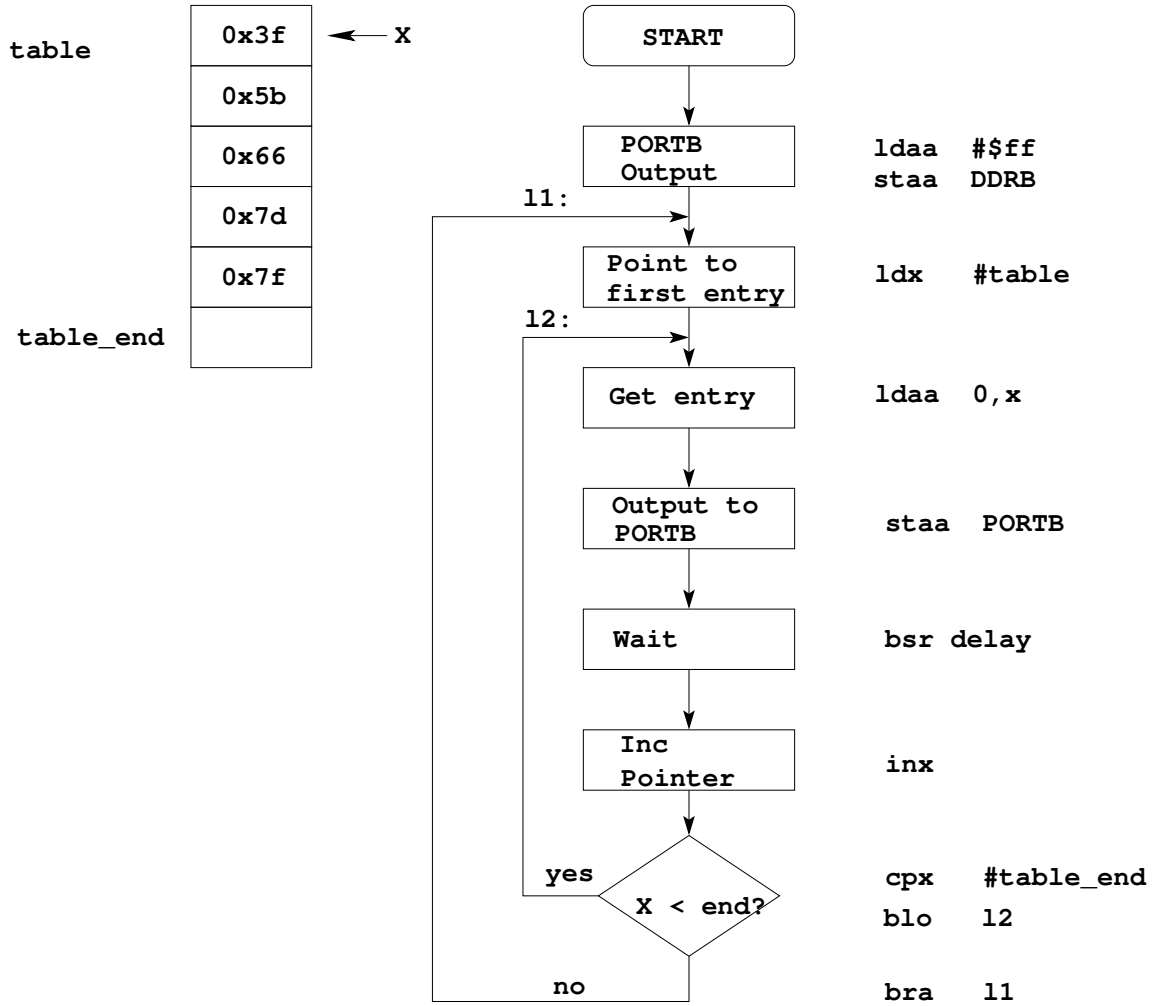 table
0x3f
X
0x5b
0x66
0x7d
0x7f
table_end
START
PORTB
Output
ldaa #$ff
staa DDRB
l1:
Point to
first entry
ldx #table
l2:
Get entry
ldaa 0,x
Output to
PORTB
staa PORTB
Wait
bsr delay
Inc
Pointer
inx
yes
X < end?
cpx #table_end
blo l2
no
bra l1